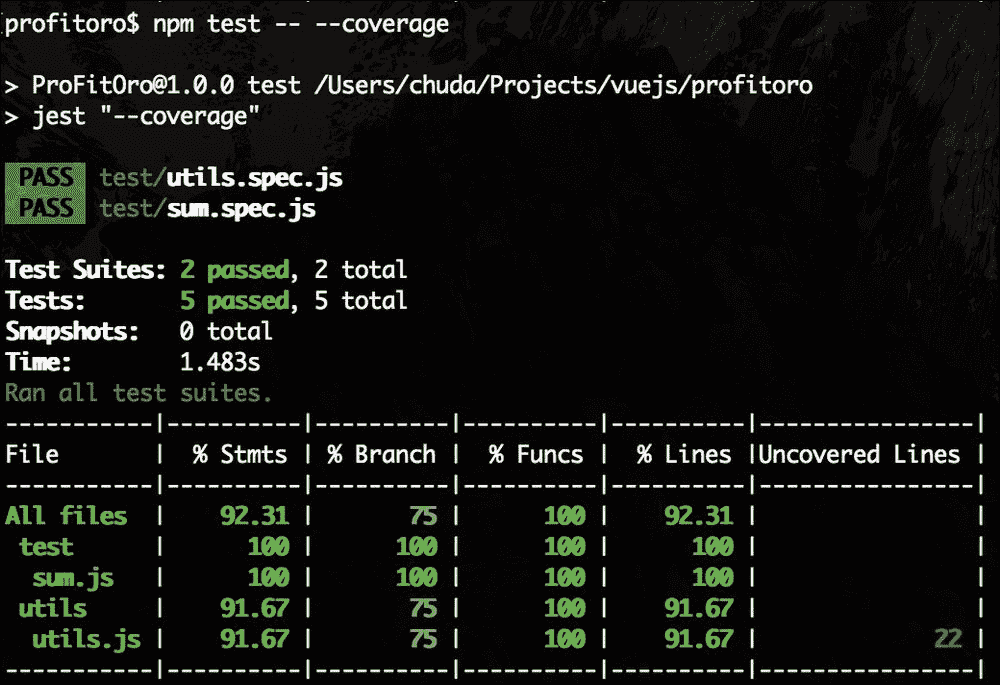 profitoro$ npm test -- --coverage
> ProFitOro@1.0.0 test /Users/chuda/Projects/vuejs/profitoro
> jest "--coverage"
PASS test/utils.spec.js
PASS test/sum.spec.js
Test Suites: 2 passed, 2 total
Tests:       5 passed, 5 total
Snapshots:   0 total
Time:        1.483s
Ran all test suites.
-----------|----------|----------|----------|----------|----------------|
File       |  % Stmts | % Branch |  % Funcs |  % Lines |Uncovered Lines |
-----------|----------|----------|----------|----------|----------------|
All files  |    92.31 |       75 |      100 |    92.31 |                |
 test      |      100 |      100 |      100 |      100 |                |
  sum.js   |      100 |      100 |      100 |      100 |                |
 utils     |    91.67 |       75 |      100 |    91.67 |                |
  utils.js |    91.67 |       75 |      100 |    91.67 |             22 |
-----------|----------|----------|----------|----------|----------------|